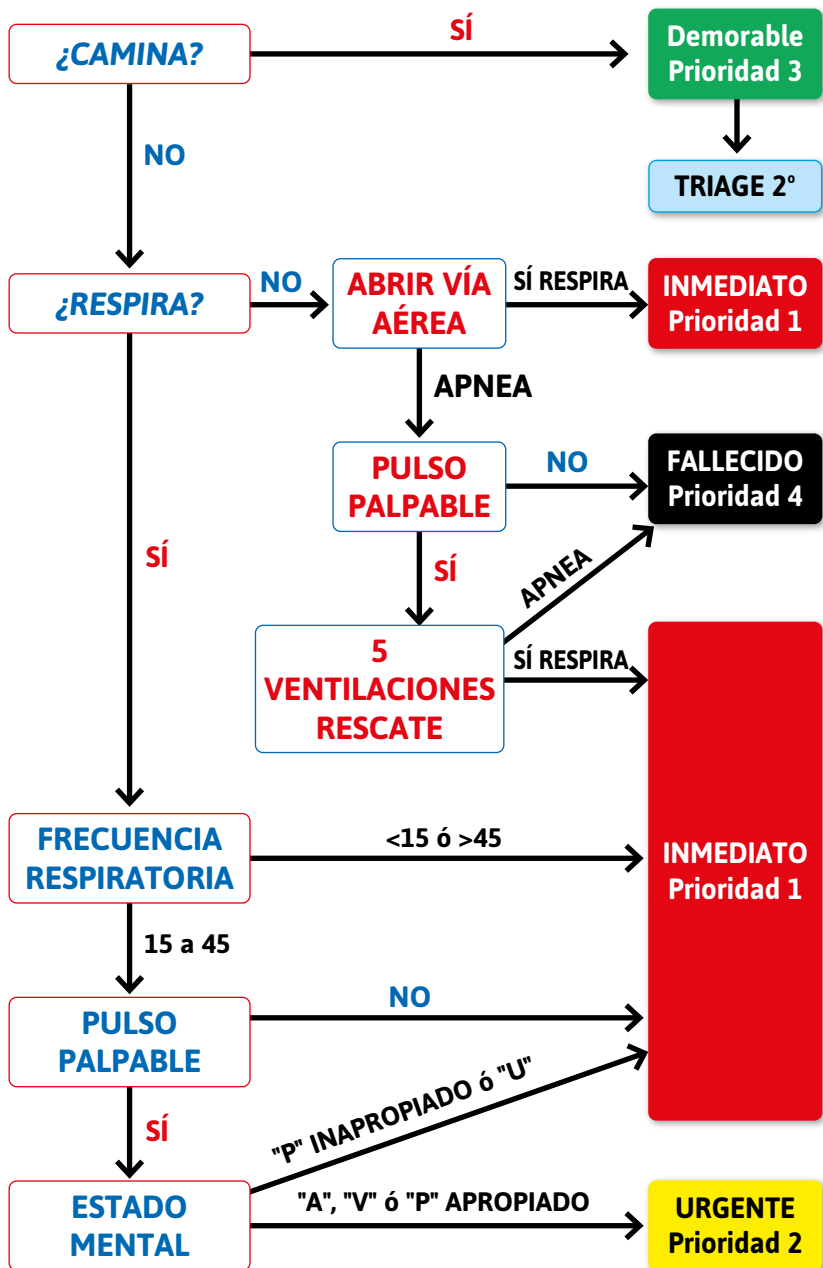 ¿CAMINA?
SÍ
Demorable
Prioridad 3
NO
TRIAGE 2º
¿RESPIRA?
NO
ABRIR VÍA
AÉREA
SÍ RESPIRA
INMEDIATO
Prioridad 1
APNEA
PULSO
PALPABLE
NO
FALLECIDO
Prioridad 4
SÍ
SÍ
APNEA
5
VENTILACIONES
RESCATE
SÍ RESPIRA
FRECUENCIA
RESPIRATORIA
<15 ó >45
INMEDIATO
Prioridad 1
15 a 45
PULSO
PALPABLE
NO
"P" INAPROPIADO ó "U"
SÍ
ESTADO
MENTAL
"A", "V" ó "P" APROPIADO
URGENTE
Prioridad 2